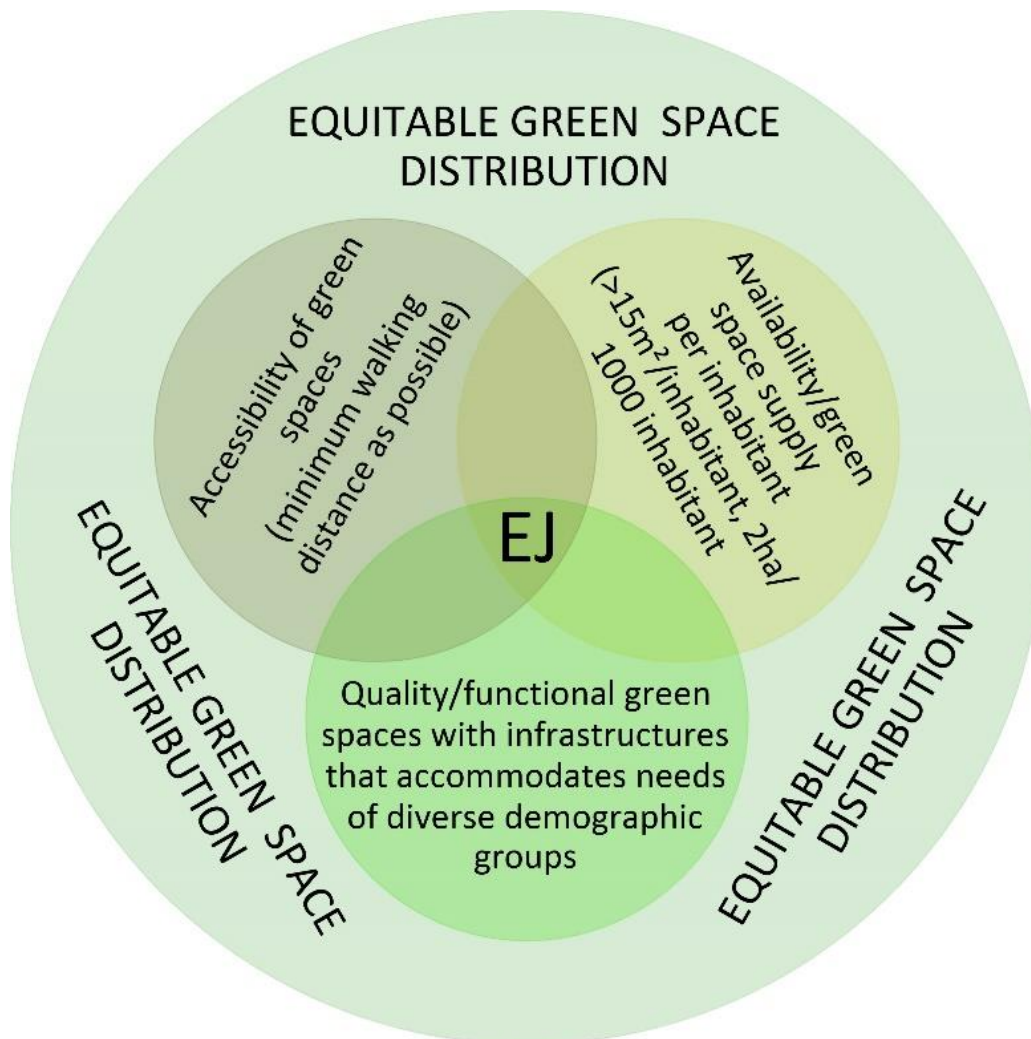 EQUITABLE GREEN SPACE
DISTRIBUTION
Accessibility of green
spaces
(minimum walking
distance as possible)
Availability/green
space supply
per inhabitant
(>15m²/inhabitant, 2ha/
1000 inhabitant
EJ
Quality/functional green
spaces with infrastructures
that accommodates needs
of diverse demographic
groups
EQUITABLE GREEN SPACE
DISTRIBUTION
EQUITABLE GREEN SPACE
DISTRIBUTION